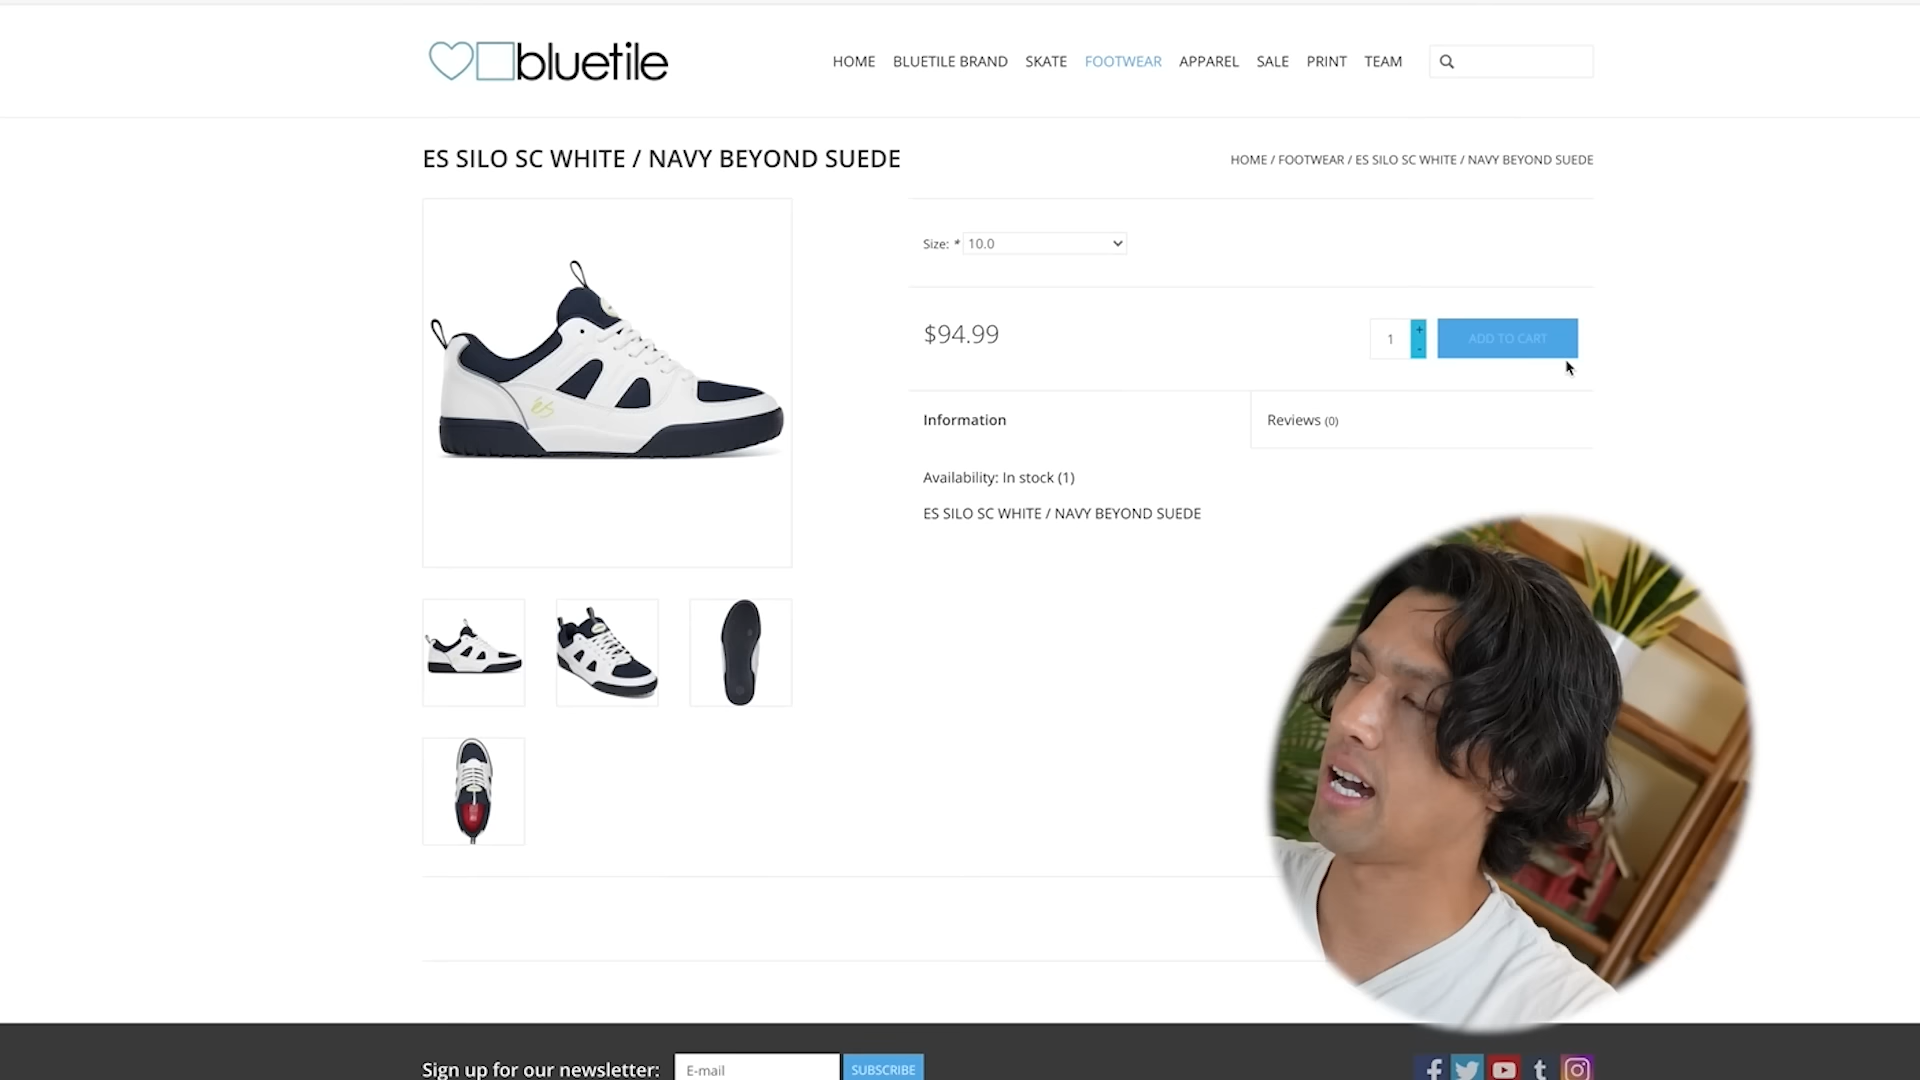 bluetile
HOME BLUETILE BRAND SKATE FOOTWEAR APPAREL SALE PRINT TEAM
ES SILO SC WHITE / NAVY BEYOND SUEDE
HOME / FOOTWEAR / ES SILO SC WHITE / NAVY BEYOND SUEDE
Size: * 10.0
$94.99
1
+
-
ADD TO CART
Information
Reviews (0)
Availability: In stock (1)
ES SILO SC WHITE / NAVY BEYOND SUEDE
éS
Sign up for our newsletter: E-mail SUBSCRIBE